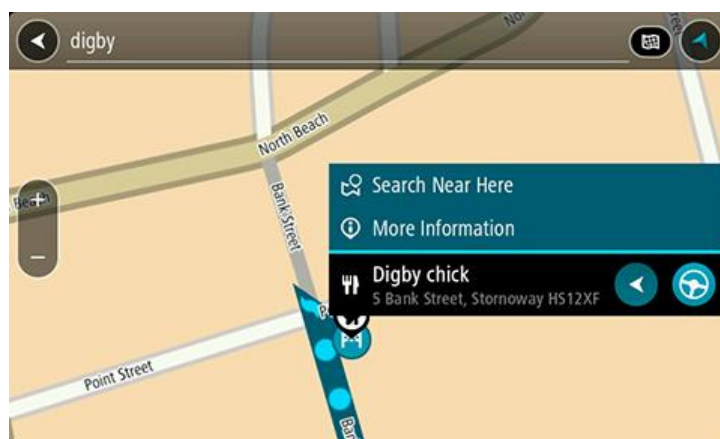 digby
North Beach
Bank Street
Search Near Here
More Information
Digby chick
5 Bank Street, Stornoway HS12XF
Point Street